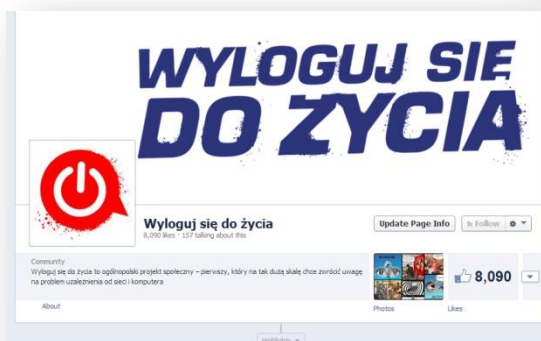 WYLOGUJ SIĘ
DO ŻYCIA
Wyloguj się do życia
8,090 likes · 157 talking about this
Update Page Info
Follow
Community
Wyloguj się do życia to ogólnopolski projekt społeczny – pierwszy, który na tak dużą skalę chce zwrócić uwagę
na problem uzależnienia od sieci i komputera
8,090
About
Photos
Likes
Highlights